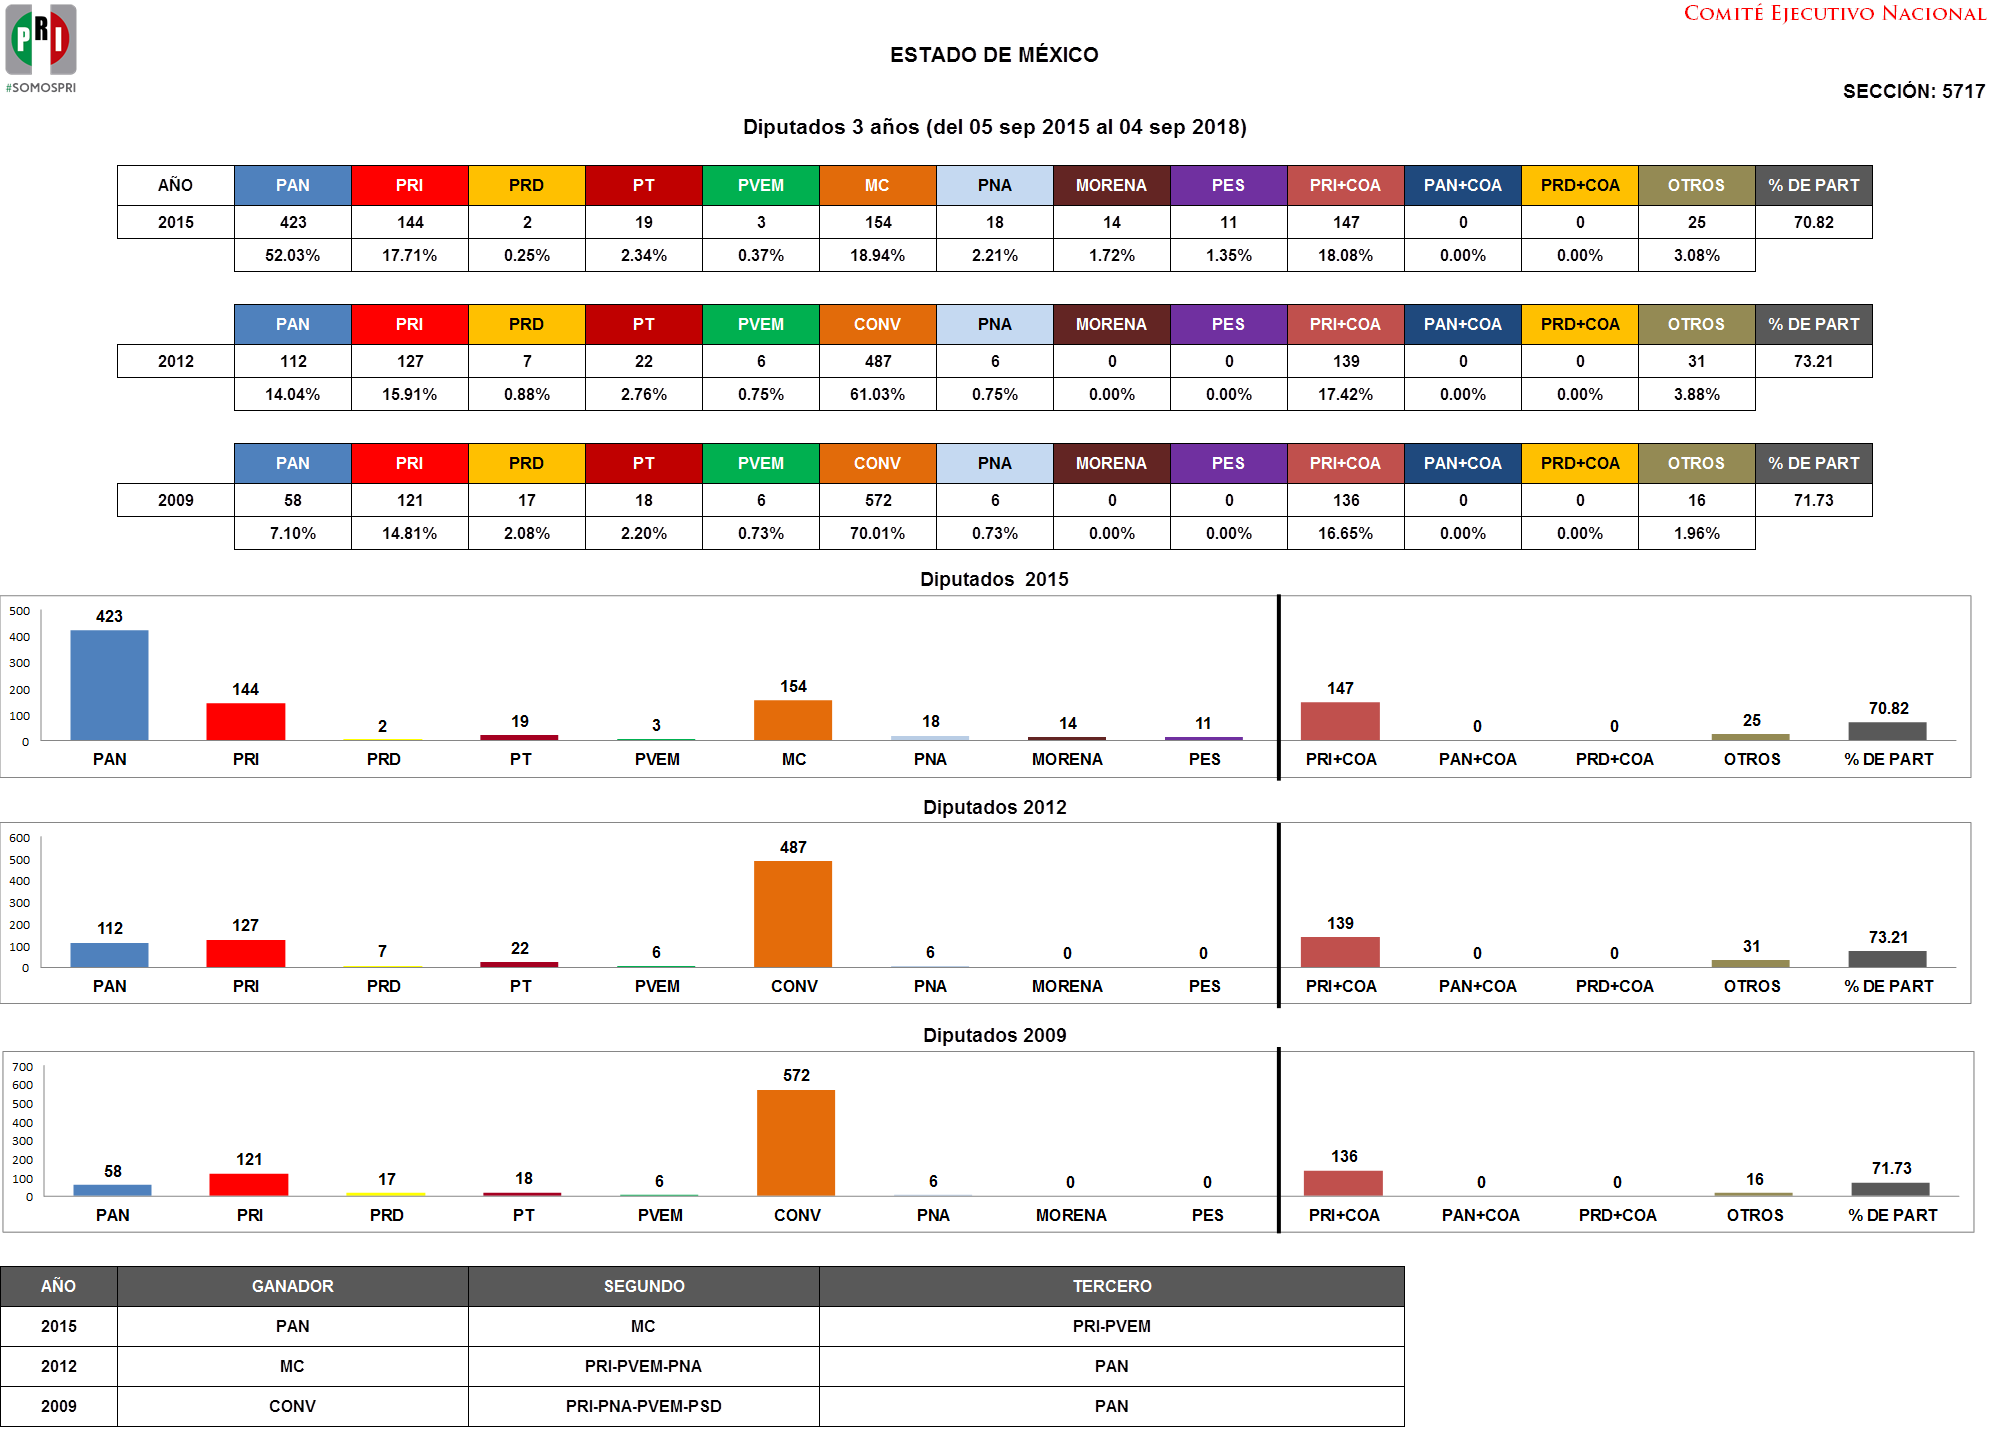 PRI
#SOMOSPRI
COMITÉ EJECUTIVO NACIONAL
ESTADO DE MÉXICO
SECCIÓN: 5717
Diputados 3 años (del 05 sep 2015 al 04 sep 2018)
AÑO PAN PRI PRD PT PVEM MC PNA MORENA PES PRI+COA PAN+COA PRD+COA OTROS % DE PART
2015 423 144 2 19 3 154 18 14 11 147 0 0 25 70.82
52.03% 17.71% 0.25% 2.34% 0.37% 18.94% 2.21% 1.72% 1.35% 18.08% 0.00% 0.00% 3.08%
PAN PRI PRD PT PVEM CONV PNA MORENA PES PRI+COA PAN+COA PRD+COA OTROS % DE PART
2012 112 127 7 22 6 487 6 0 0 139 0 0 31 73.21
14.04% 15.91% 0.88% 2.76% 0.75% 61.03% 0.75% 0.00% 0.00% 17.42% 0.00% 0.00% 3.88%
PAN PRI PRD PT PVEM CONV PNA MORENA PES PRI+COA PAN+COA PRD+COA OTROS % DE PART
2009 58 121 17 18 6 572 6 0 0 136 0 0 16 71.73
7.10% 14.81% 2.08% 2.20% 0.73% 70.01% 0.73% 0.00% 0.00% 16.65% 0.00% 0.00% 1.96%
Diputados 2015
500
400
300
200
100
0
423 144 2 19 3 154 18 14 11 147 0 0 25 70.82
PAN PRI PRD PT PVEM MC PNA MORENA PES PRI+COA PAN+COA PRD+COA OTROS % DE PART
Diputados 2012
600
500
400
300
200
100
0
112 127 7 22 6 487 6 0 0 139 0 0 31 73.21
PAN PRI PRD PT PVEM CONV PNA MORENA PES PRI+COA PAN+COA PRD+COA OTROS % DE PART
Diputados 2009
700
600
500
400
300
200
100
0
58 121 17 18 6 572 6 0 0 136 0 0 16 71.73
PAN PRI PRD PT PVEM CONV PNA MORENA PES PRI+COA PAN+COA PRD+COA OTROS % DE PART
AÑO GANADOR SEGUNDO TERCERO
2015 PAN MC PRI-PVEM
2012 MC PRI-PVEM-PNA PAN
2009 CONV PRI-PNA-PVEM-PSD PAN